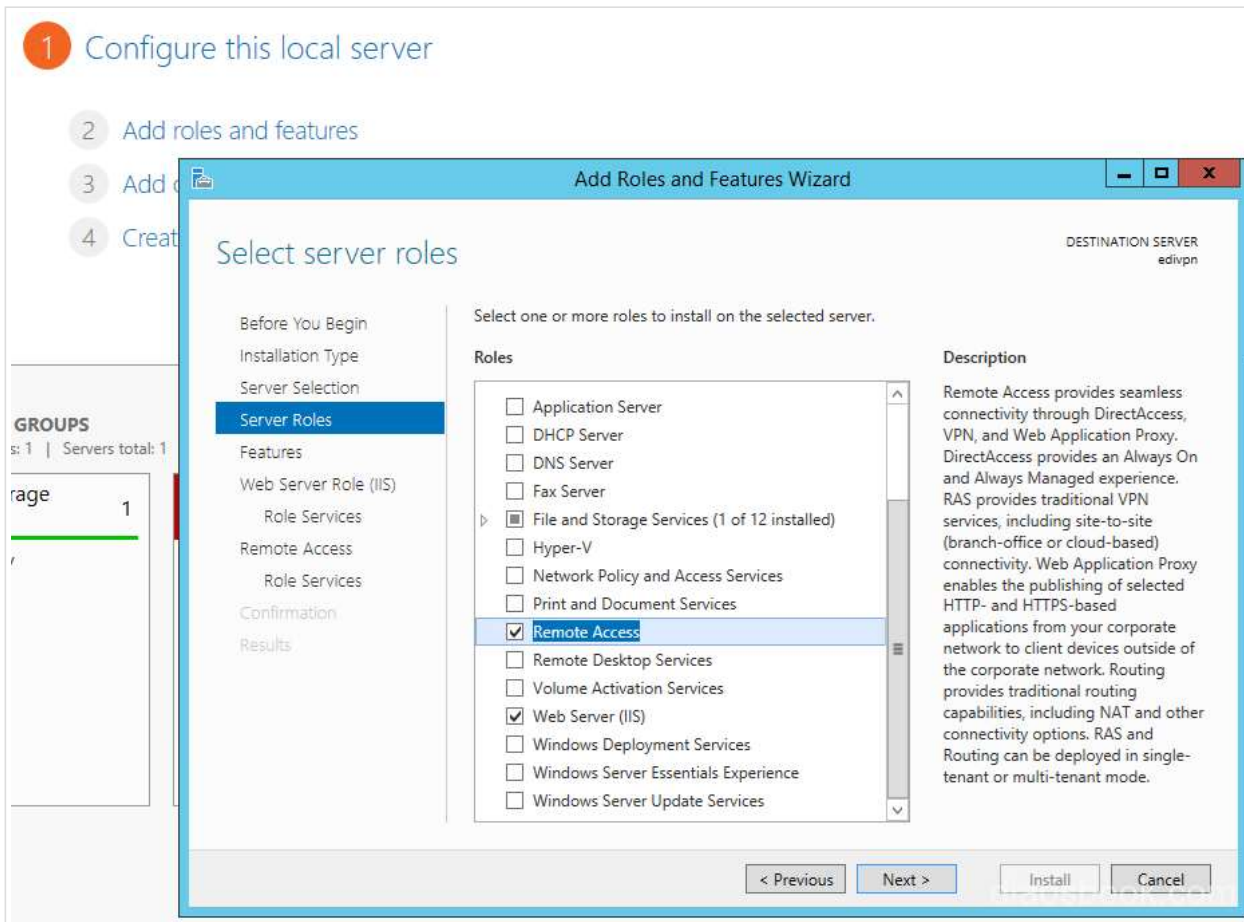 1 Configure this local server
2 Add roles and features
3 Add
4 Creat
GROUPS
s: 1 | Servers total: 1
rage
1
Add Roles and Features Wizard
Select server roles
DESTINATION SERVER
edivpn
Before You Begin
Installation Type
Server Selection
Server Roles
Features
Web Server Role (IIS)
Role Services
Remote Access
Role Services
Confirmation
Results
Select one or more roles to install on the selected server.
Roles
Application Server
DHCP Server
DNS Server
Fax Server
File and Storage Services (1 of 12 installed)
Hyper-V
Network Policy and Access Services
Print and Document Services
Remote Access
Remote Desktop Services
Volume Activation Services
Web Server (IIS)
Windows Deployment Services
Windows Server Essentials Experience
Windows Server Update Services
Description
Remote Access provides seamless
connectivity through DirectAccess,
VPN, and Web Application Proxy.
DirectAccess provides an Always On
and Always Managed experience.
RAS provides traditional VPN
services, including site-to-site
(branch-office or cloud-based)
connectivity. Web Application Proxy
enables the publishing of selected
HTTP- and HTTPS-based
applications from your corporate
network to client devices outside of
the corporate network. Routing
provides traditional routing
capabilities, including NAT and other
connectivity options. RAS and
Routing can be deployed in single-
tenant or multi-tenant mode.
< Previous
Next >
Install
Cancel